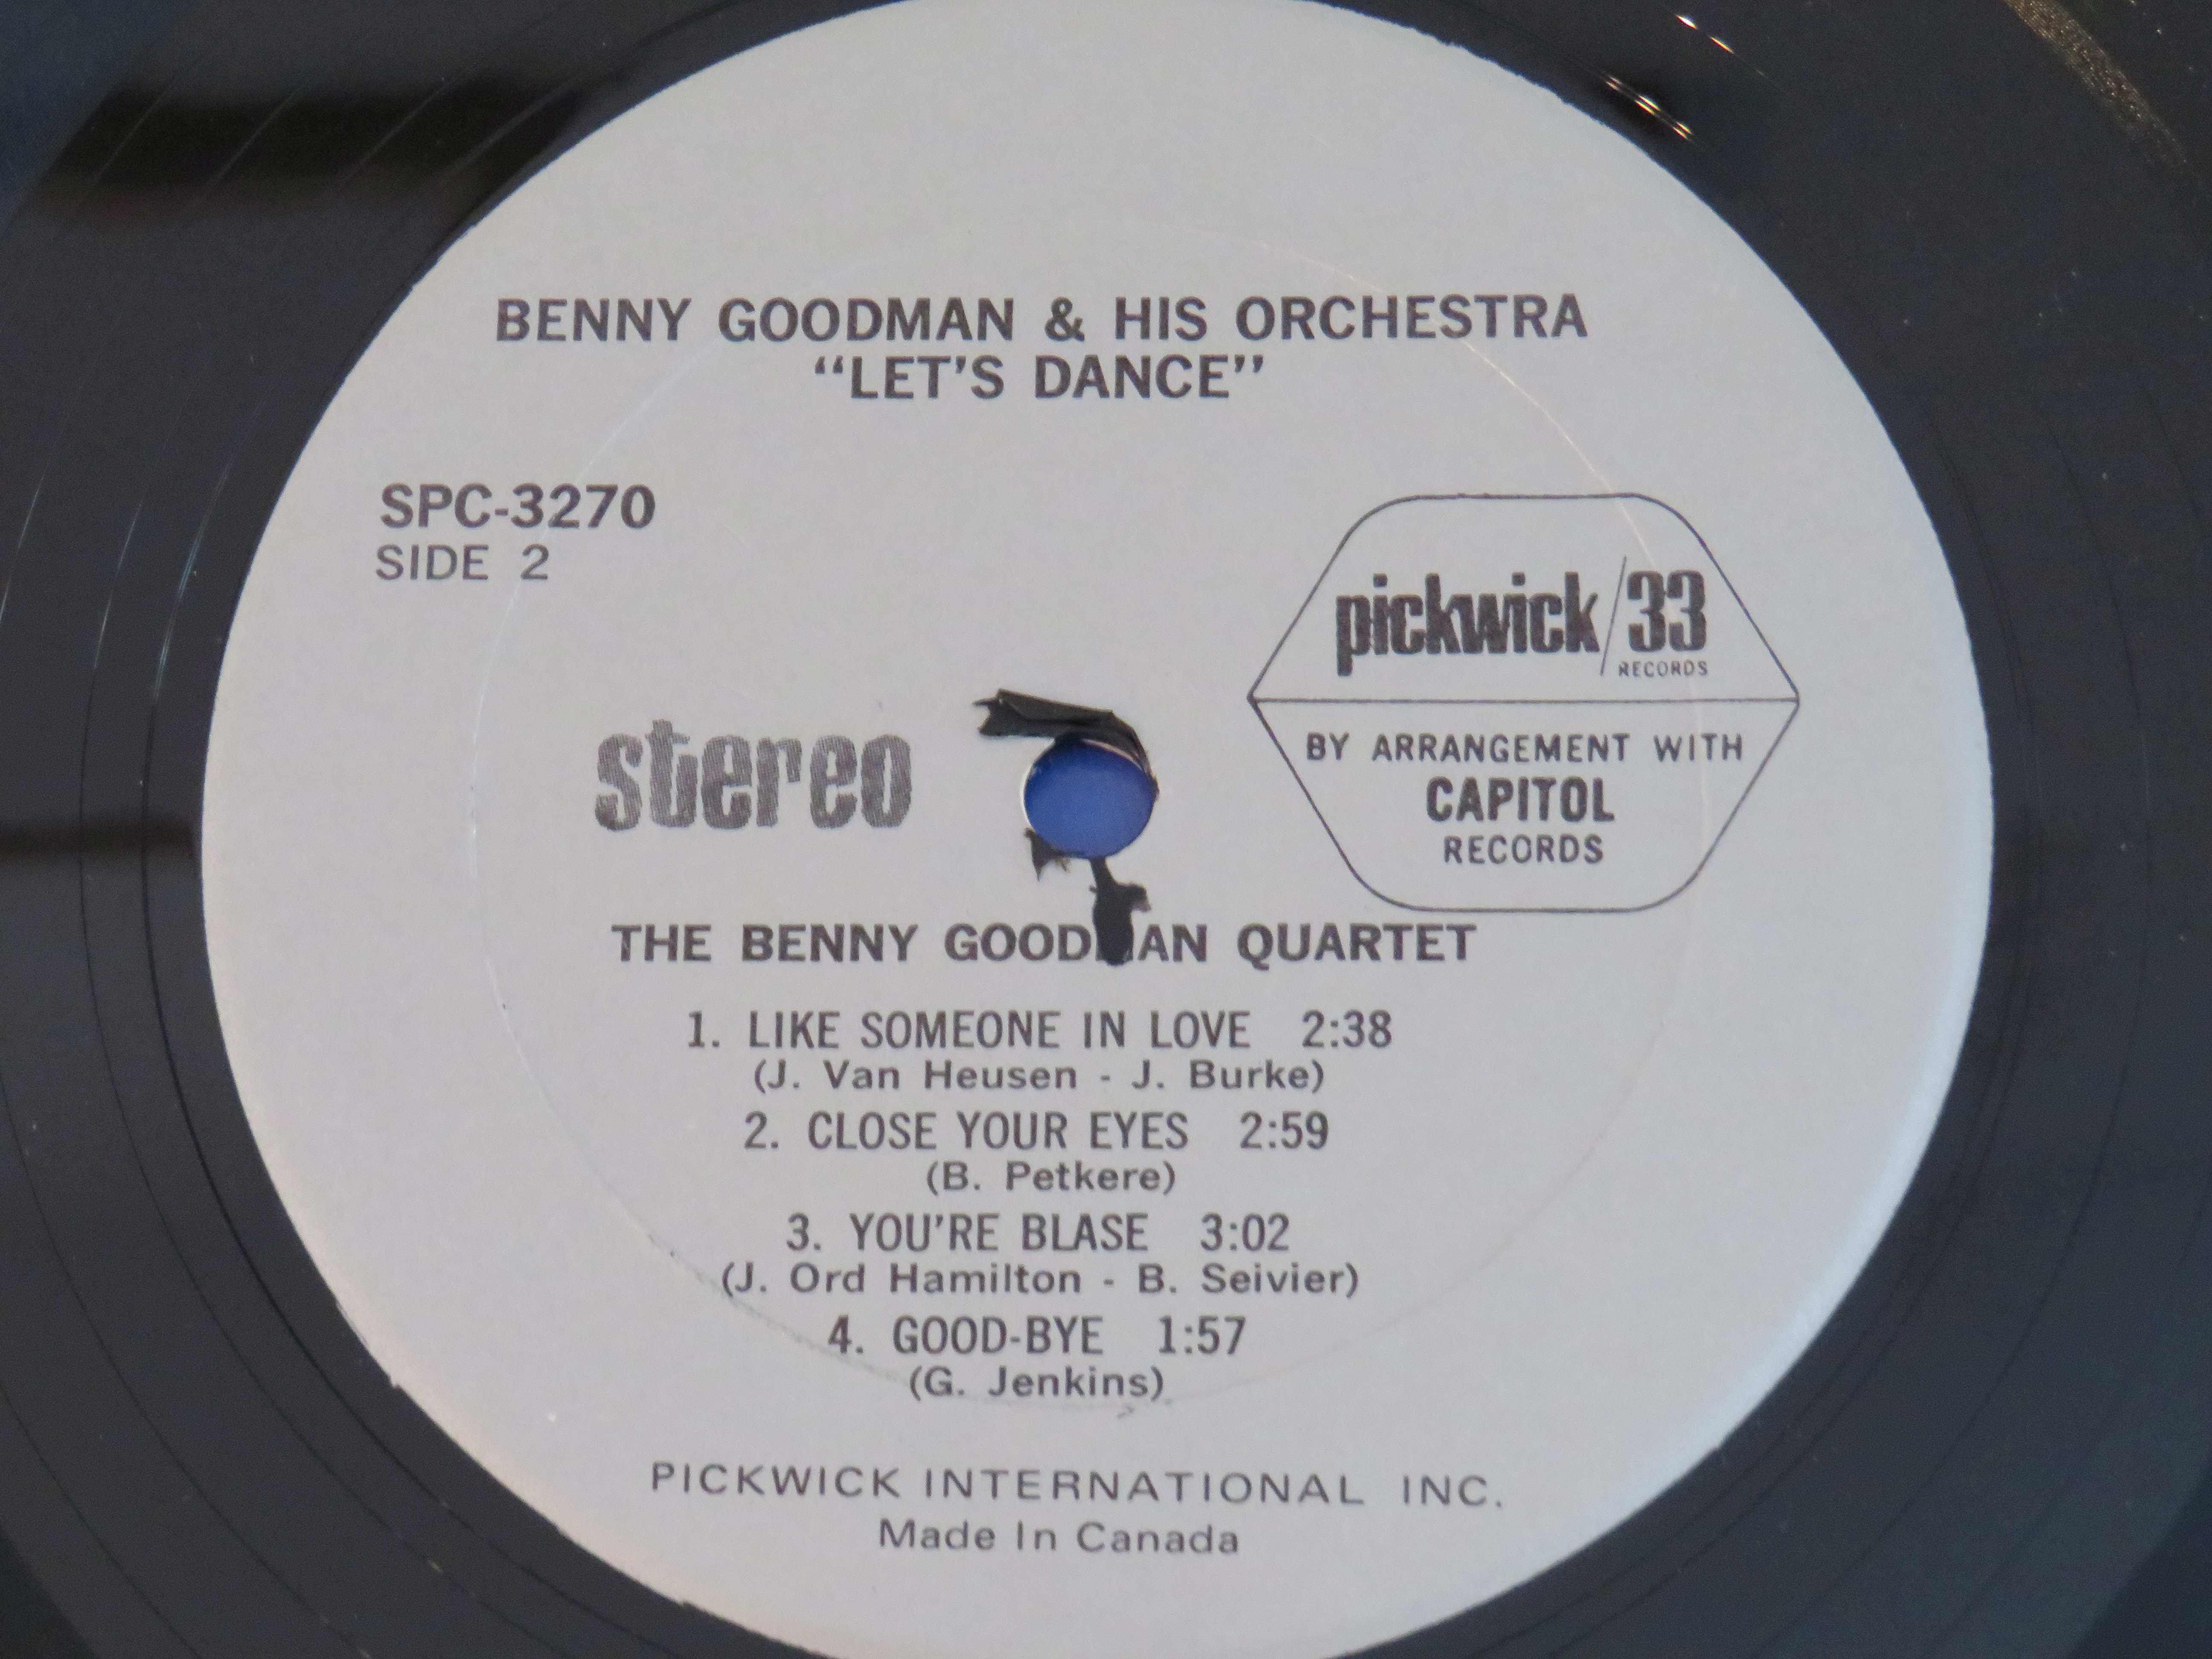 BENNY GOODMAN & HIS ORCHESTRA
“LET'S DANCE”
SPC-3270
SIDE 2
pickwick/33
RECORDS
BY ARRANGEMENT WITH
CAPITOL
RECORDS
stereo
THE BENNY GOODMAN QUARTET
1. LIKE SOMEONE IN LOVE 2:38
(J. Van Heusen - J. Burke)
2. CLOSE YOUR EYES 2:59
(B. Petkere)
3. YOU'RE BLASE 3:02
(J. Ord Hamilton - B. Seivier)
4. GOOD-BYE 1:57
(G. Jenkins)
PICKWICK INTERNATIONAL INC.
Made In Canada